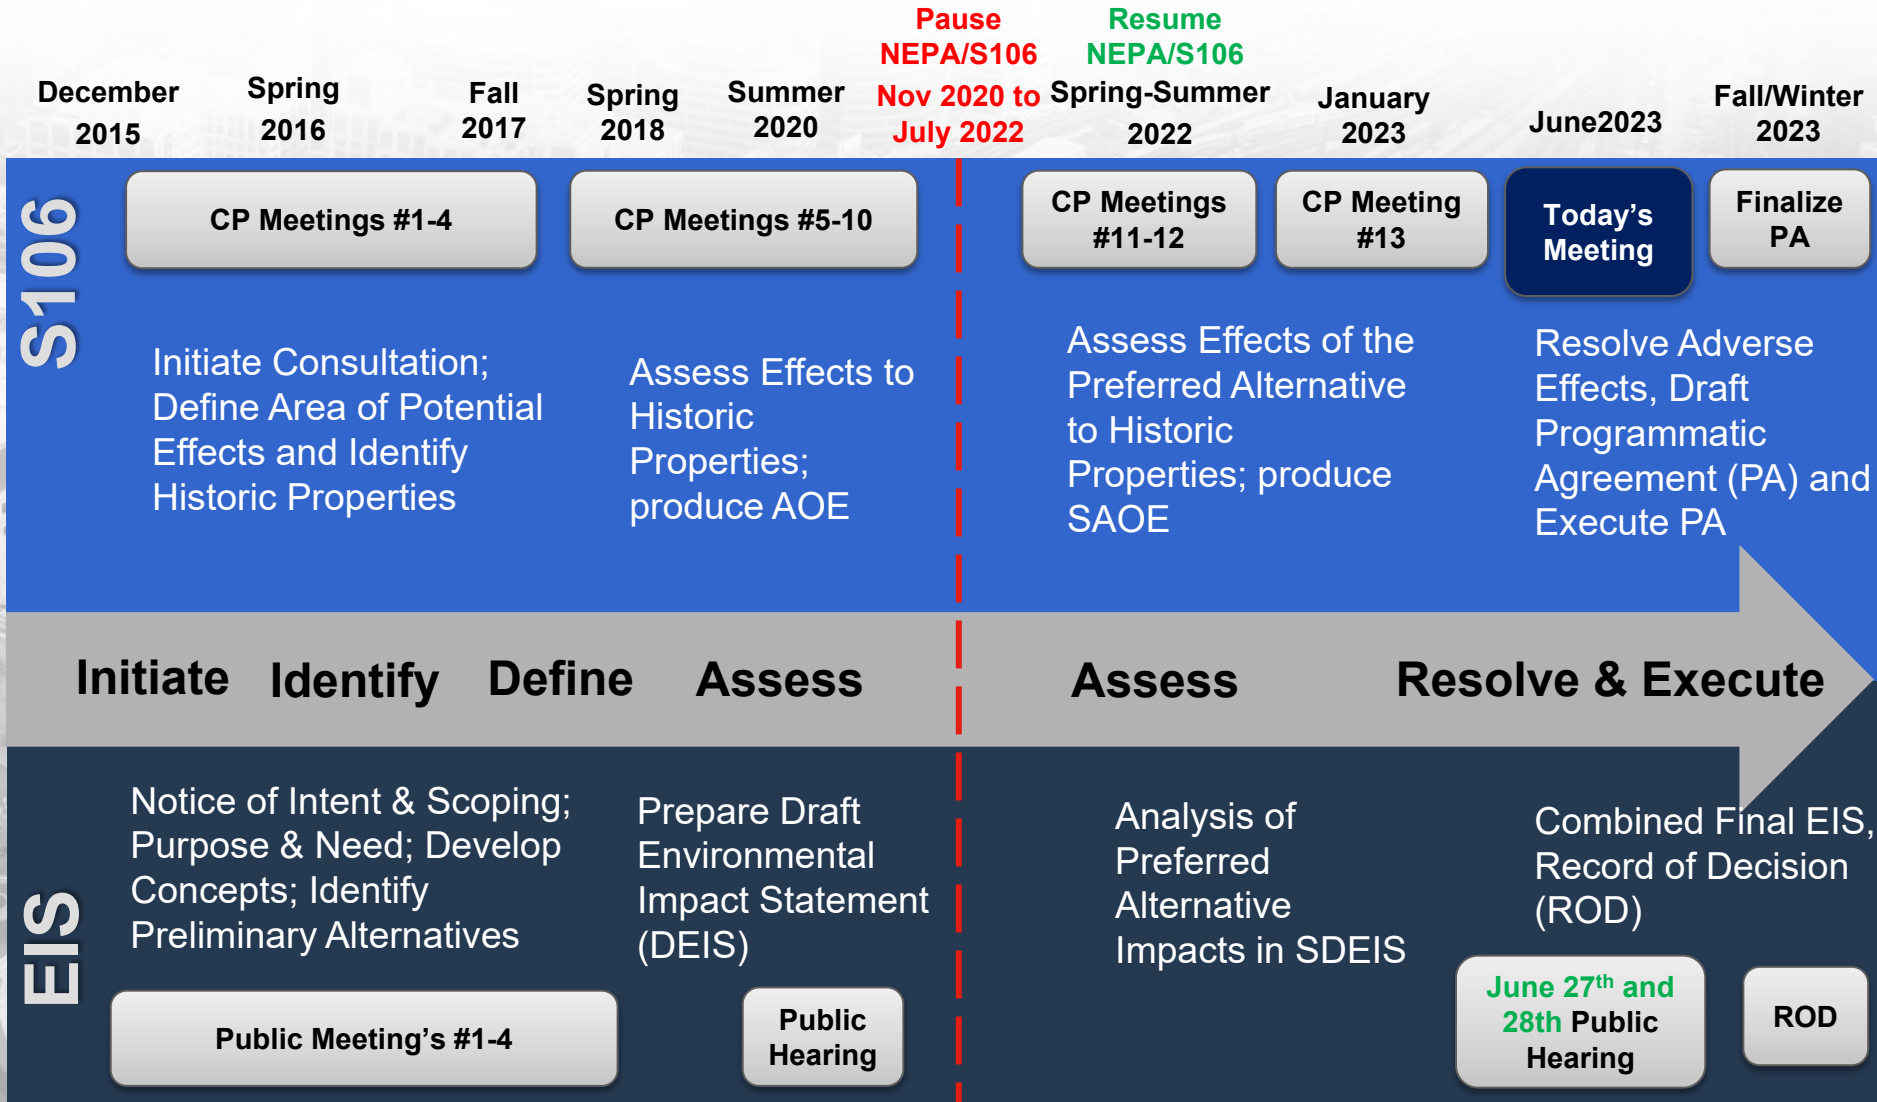 Pause
NEPA/S106
Nov 2020 to
July 2022
Resume
NEPA/S106
December
2015
Spring
2016
Fall
2017
Spring
2018
Summer
2020
Spring-Summer
2022
January
2023
June2023
Fall/Winter
2023
S106
CP Meetings #1-4
CP Meetings #5-10
CP Meetings
#11-12
CP Meeting
#13
Today's
Meeting
Finalize
PA
Initiate Consultation;
Define Area of Potential
Effects and Identify
Historic Properties
Assess Effects to
Historic
Properties;
produce AOE
Assess Effects of the
Preferred Alternative
to Historic
Properties; produce
SAOE
Resolve Adverse
Effects, Draft
Programmatic
Agreement (PA) and
Execute PA
Initiate
Identify
Define
Assess
Assess
Resolve & Execute
EIS
Notice of Intent & Scoping;
Purpose & Need; Develop
Concepts; Identify
Preliminary Alternatives
Prepare Draft
Environmental
Impact Statement
(DEIS)
Analysis of
Preferred
Alternative
Impacts in SDEIS
Combined Final EIS,
Record of Decision
(ROD)
Public Meeting's #1-4
Public
Hearing
June 27th and
28th Public
Hearing
ROD